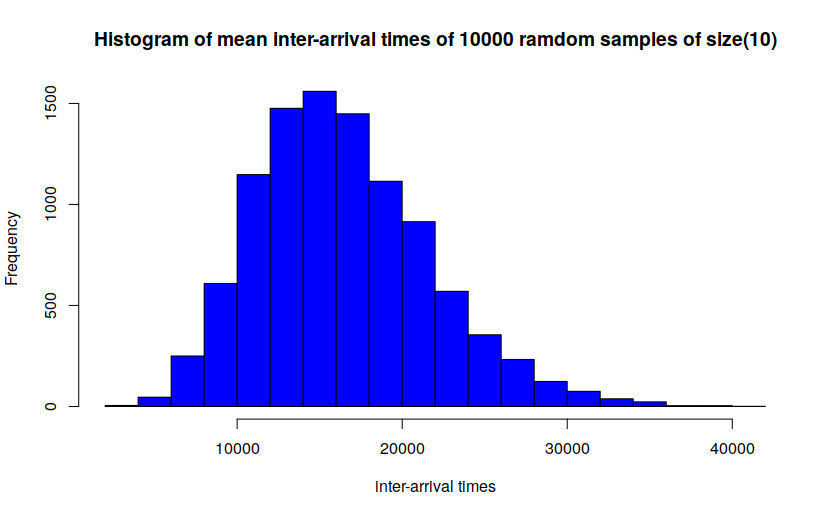 Histogram of mean inter-arrival times of 10000 ramdom samples of size(10)
Frequency
1500
1000
500
0
10000 20000 30000 40000
inter-arrival times